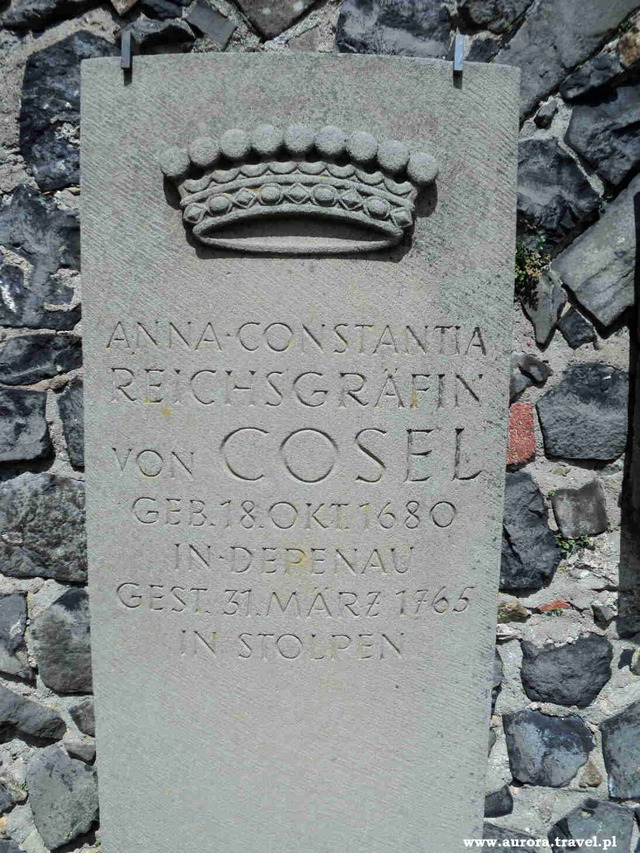 ANNA·CONSTANTIA
REICHSGRÄFIN
VON COSEL
GEB. 18. OKT. 1680
IN·DEPENAU
GEST. 31. MÄRZ 1765
IN STOLPEN
www.aurora.travel.pl